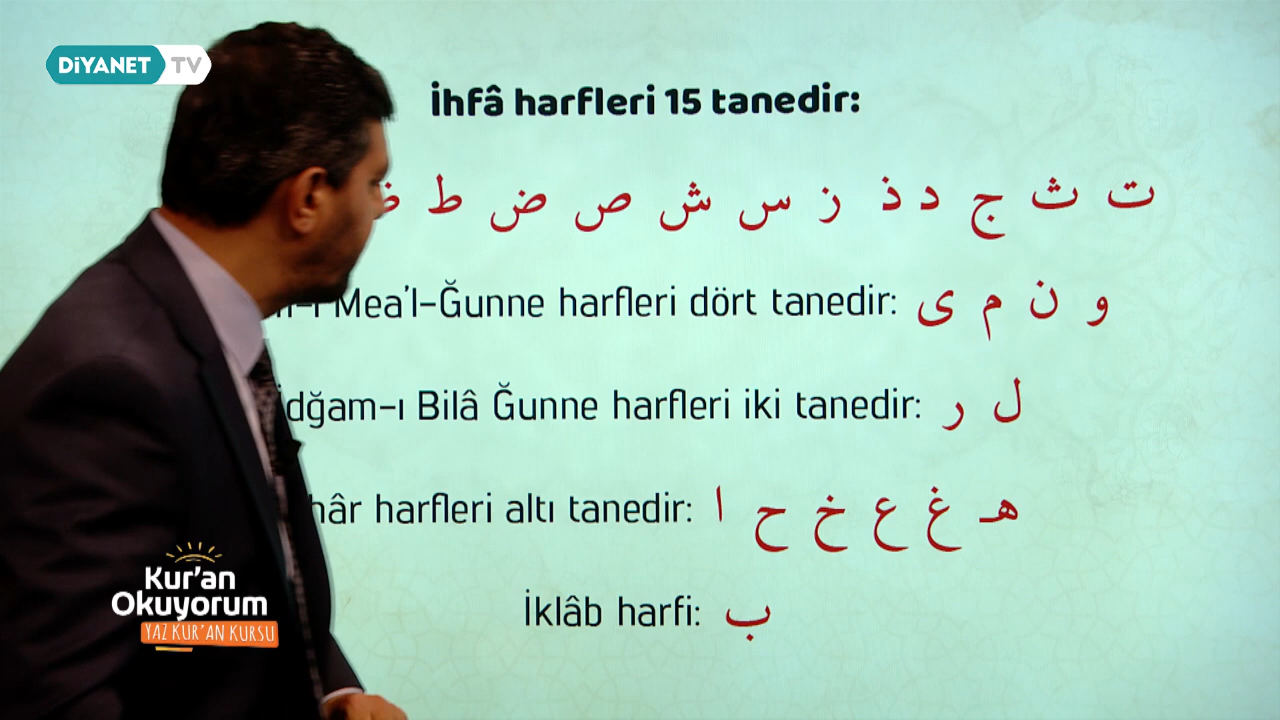 DİYANET TV
İhfâ harfleri 15 tanedir:
ت ث ج د ذ ز س ش ص ض ط
Mea'l-Ğunne harfleri dört tanedir: و ن م ى
İdğam-ı Bilâ Ğunne harfleri iki tanedir: ل ر
harfleri altı tanedir: ا ح خ ع غ هـ
İklâb harfi: ب
Kur'an
Okuyorum
YAZ KUR'AN KURSU